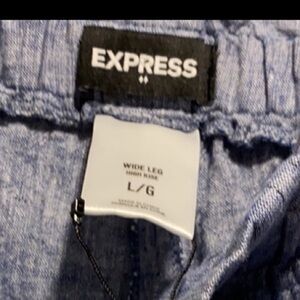 EXPRESS
WIDE LEG
HIGH RISE
L/G